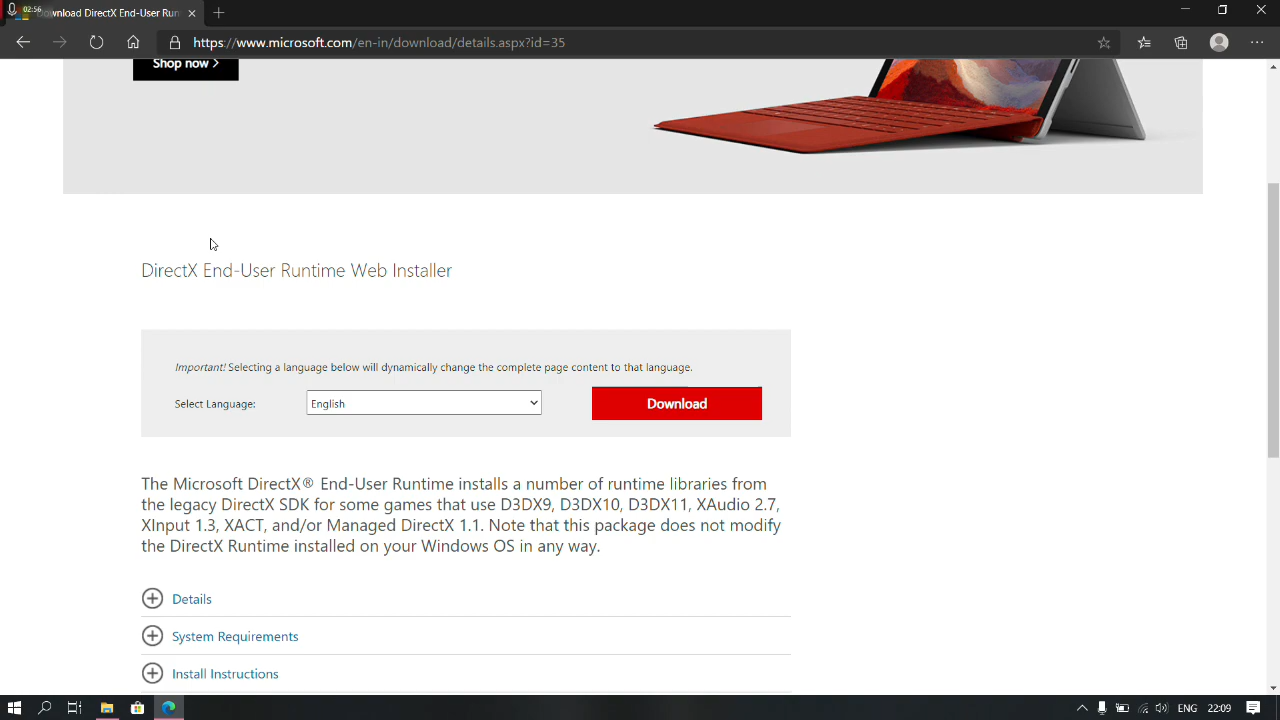 02:56
Download DirectX End-User Run
https://www.microsoft.com/en-in/download/details.aspx?id=35
Shop now >
DirectX End-User Runtime Web Installer
Important! Selecting a language below will dynamically change the complete page content to that language.
Select Language:
English
Download
The Microsoft DirectX® End-User Runtime installs a number of runtime libraries from
the legacy DirectX SDK for some games that use D3DX9, D3DX10, D3DX11, XAudio 2.7,
XInput 1.3, XACT, and/or Managed DirectX 1.1. Note that this package does not modify
the DirectX Runtime installed on your Windows OS in any way.
Details
System Requirements
Install Instructions
ENG
22:09